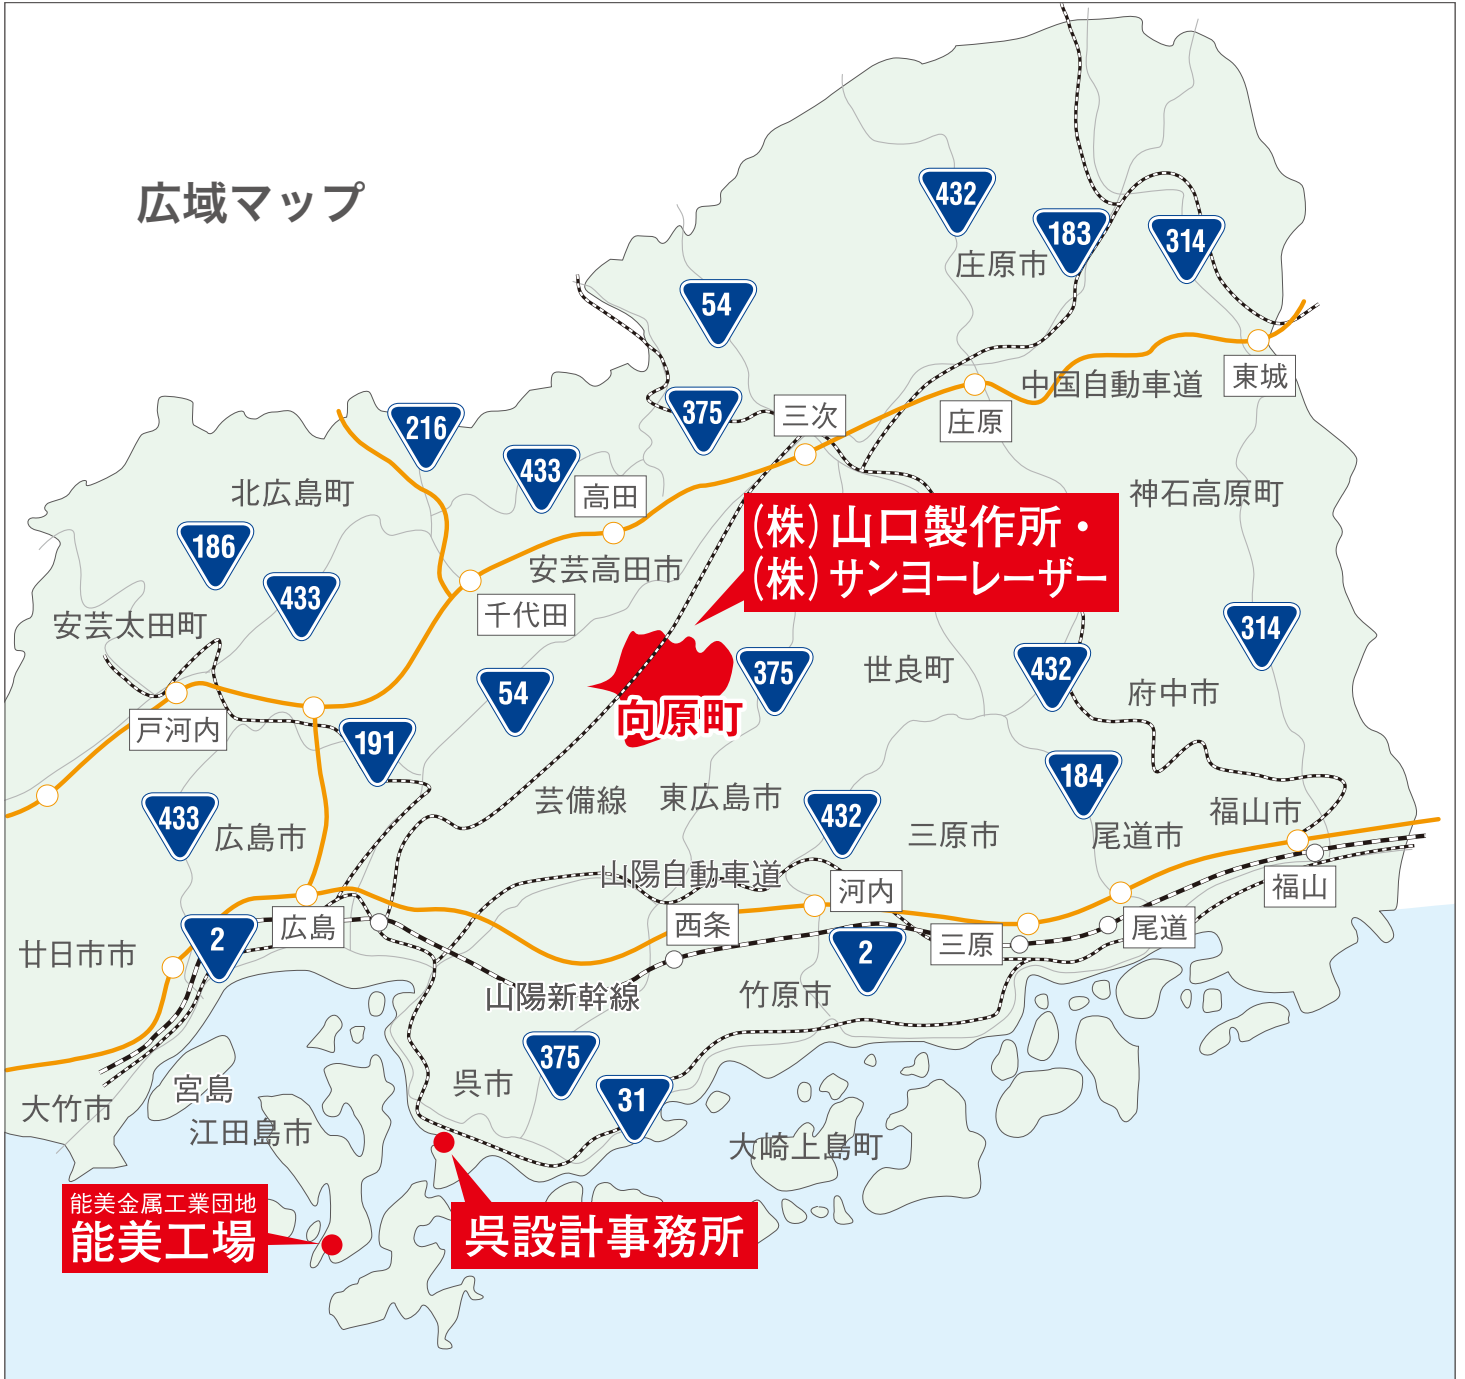 広域マップ
432
183
314
庄原市
54
中国自動車道
東城
375
三次
庄原
216
433
高田
北広島町
神石高原町
(株)山口製作所・
(株)サンヨーレーザー
186
安芸高田市
433
千代田
安芸太田町
314
375
世良町
432
府中市
54
向原町
戸河内
191
184
芸備線
東広島市
433
広島市
432
三原市
尾道市
福山市
山陽自動車道
河内
福山
西条
広島
2
三原
尾道
2
廿日市市
山陽新幹線
竹原市
375
呉市
31
宮島
大竹市
江田島市
大崎上島町
能美金属工業団地
能美工場
呉設計事務所